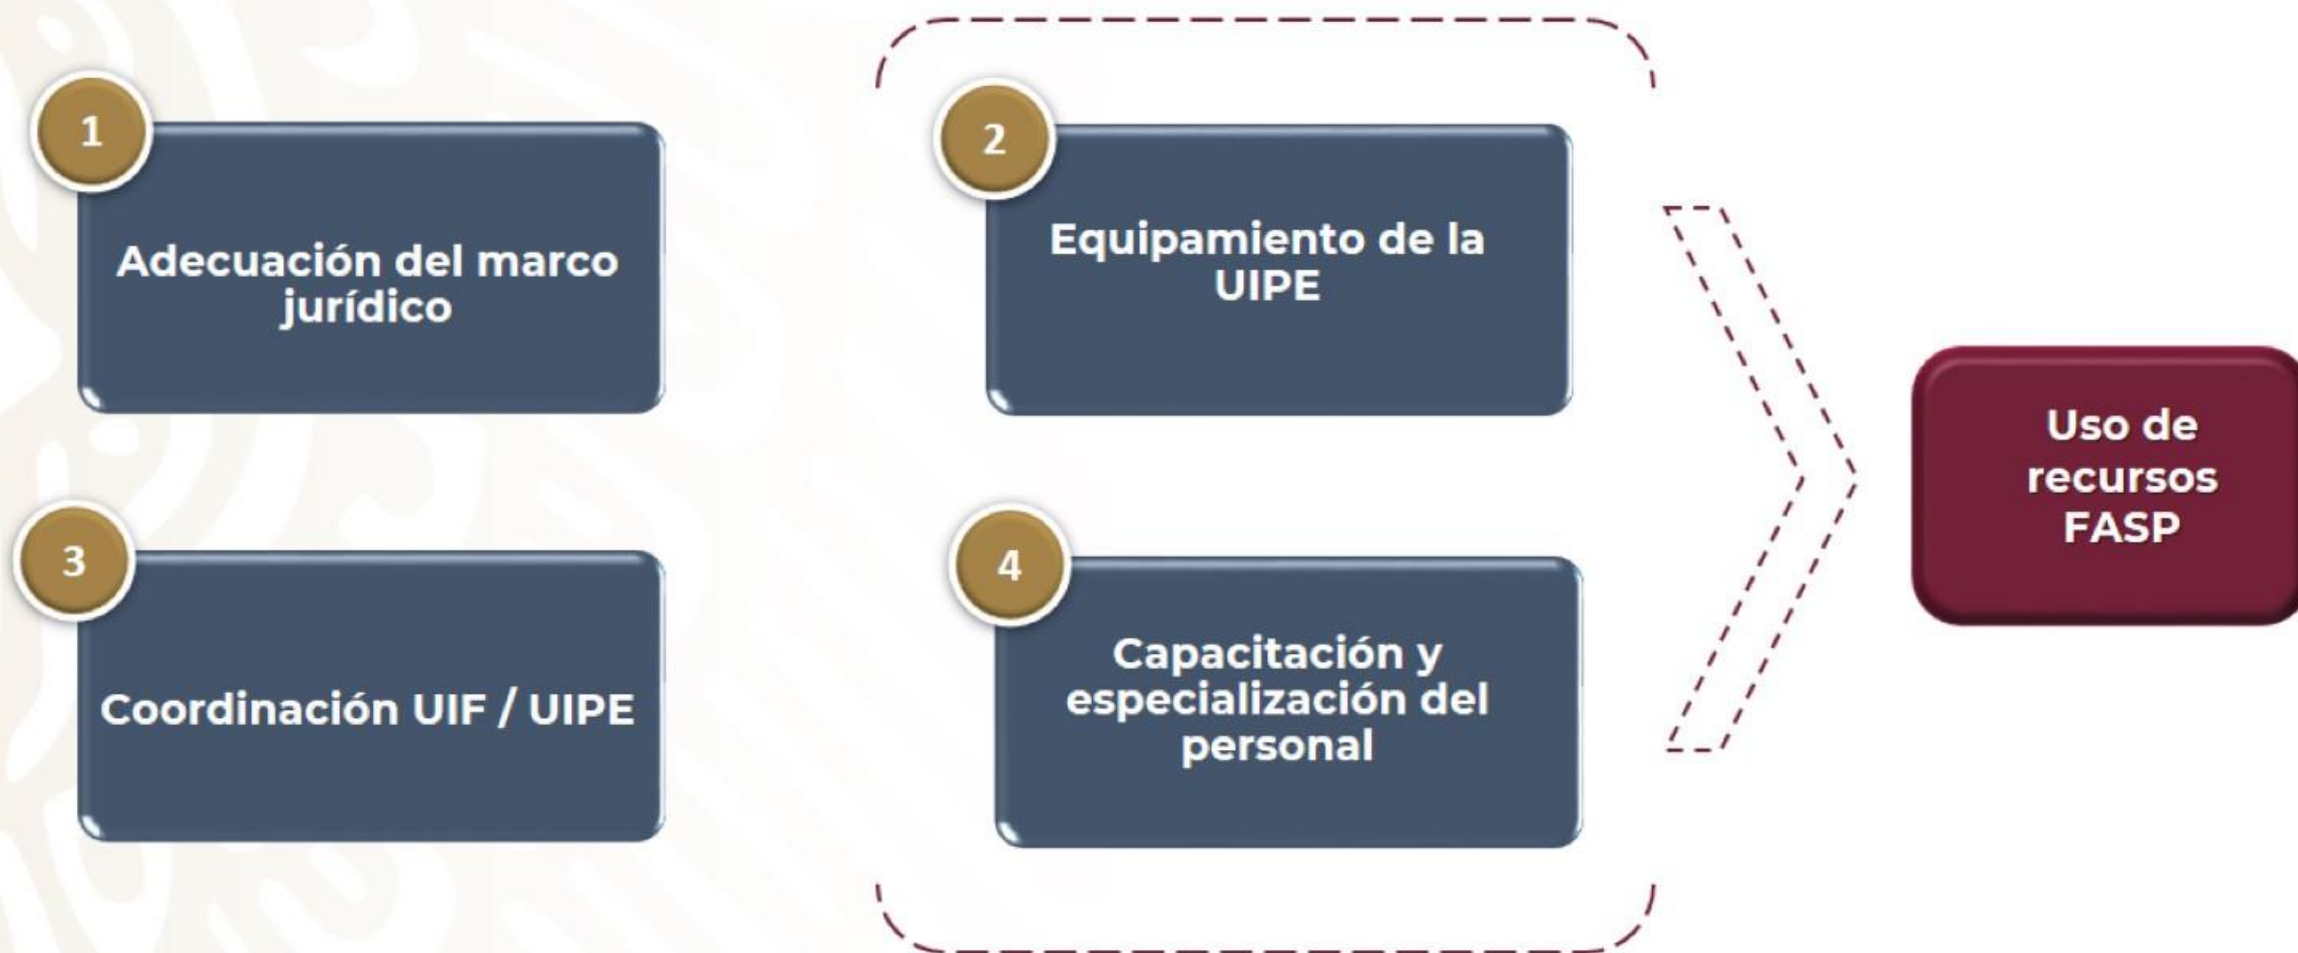 1
Adecuación del marco
jurídico
2
Equipamiento de la
UIPE
3
Coordinación UIF / UIPE
4
Capacitación y
especialización del
personal
Uso de
recursos
FASP